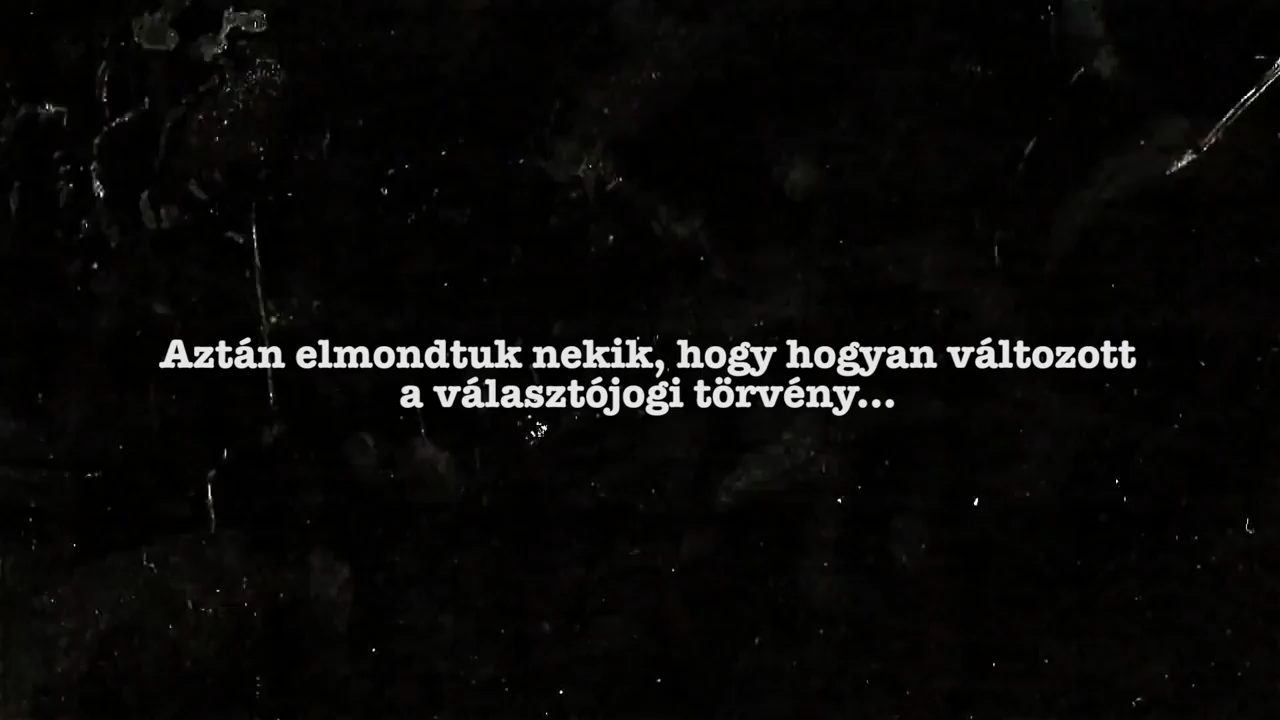 Aztán elmondtuk nekik, hogy hogyan változott
a választójogi törvény...